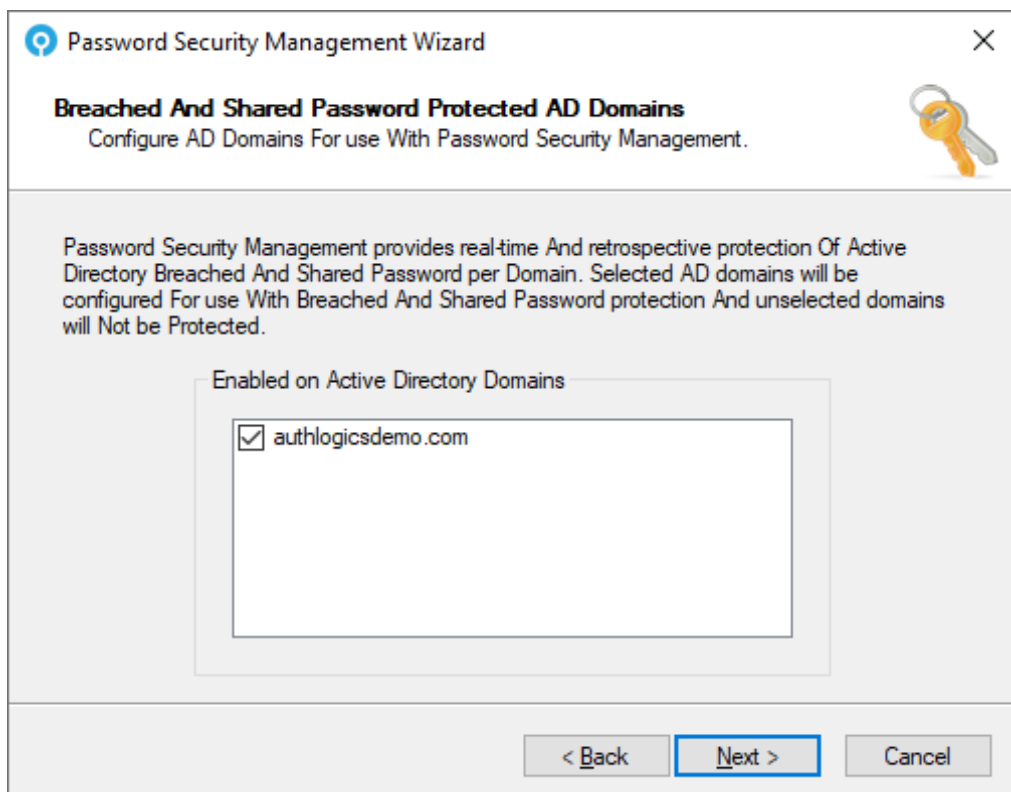 Password Security Management Wizard
Breached And Shared Password Protected AD Domains
Configure AD Domains For use With Password Security Management.
Password Security Management provides real-time And retrospective protection Of Active
Directory Breached And Shared Password per Domain. Selected AD domains will be
configured For use With Breached And Shared Password protection And unselected domains
will Not be Protected.
Enabled on Active Directory Domains
authlogicsdemo.com
< Back
Next >
Cancel